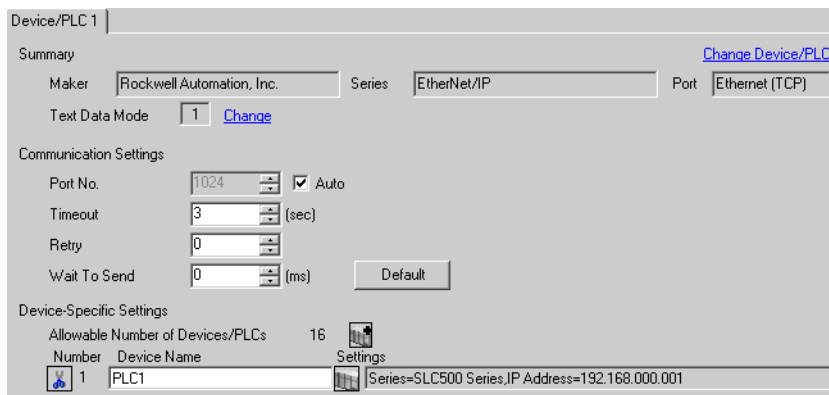 Device/PLC 1
Summary Change Device/PLC
Maker Rockwell Automation, Inc. Series EtherNet/IP Port Ethernet (TCP)
Text Data Mode 1 Change
Communication Settings
Port No. 1024 Auto
Timeout 3 (sec)
Retry 0
Wait To Send 0 (ms) Default
Device-Specific Settings
Allowable Number of Devices/PLCs 16
Number Device Name Settings
1 PLC1 Series=SLC500 Series,IP Address=192.168.000.001